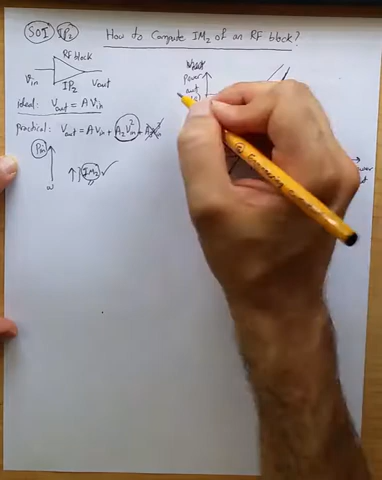 SOI IP2 How to Compute IM2 of an RF block?
RF block
Vin IP2 Vout
ideal: Vout = A Vin
practical: Vout = A Vin + A2 Vin²
Pin
ω
IM2
Power
out